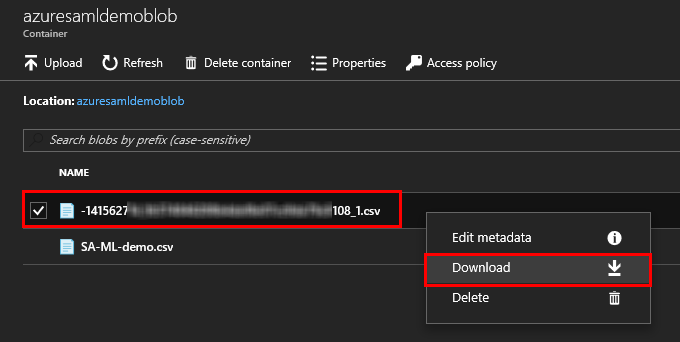 azuresamldemoblob
Container
Upload Refresh Delete container Properties Access policy
Location: azuresamldemoblob
Search blobs by prefix (case-sensitive)
NAME
-1415627 108_1.csv
Edit metadata
SA-ML-demo.csv
Download
Delete